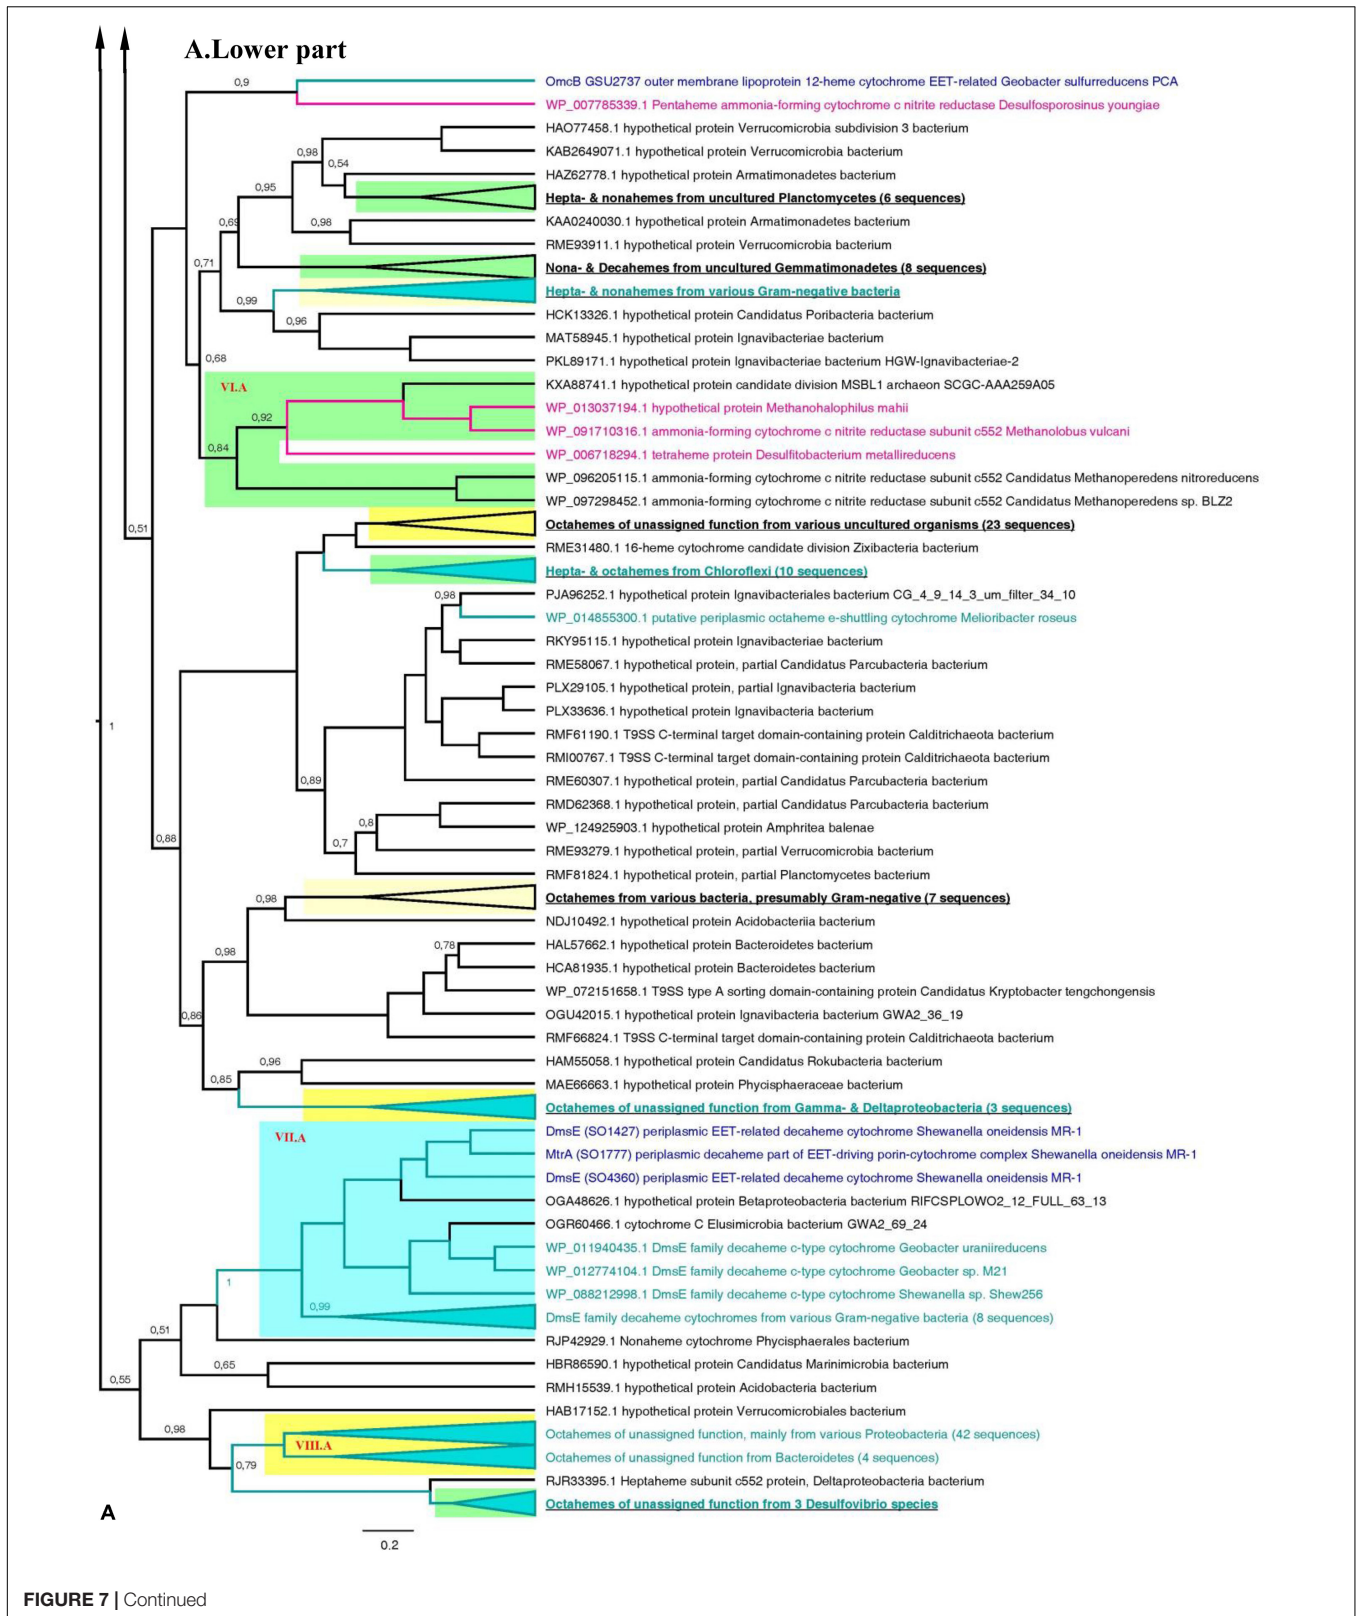 A.Lower part
0,9
OmcB GSU2737 outer membrane lipoprotein 12-heme cytochrome EET-related Geobacter sulfurreducens PCA
WP_007785339.1 Pentaheme ammonia-forming cytochrome c nitrite reductase Desulfosporosinus youngiae
HAO77458.1 hypothetical protein Verrucomicrobia subdivision 3 bacterium
0,98
KAB2649071.1 hypothetical protein Verrucomicrobia bacterium
0,54
HAZ62778.1 hypothetical protein Armatimonadetes bacterium
0,95
Hepta- & nonahemes from uncultured Planctomycetes (6 sequences)
0,69
0,98
KAA0240030.1 hypothetical protein Armatimonadetes bacterium
RME93911.1 hypothetical protein Verrucomicrobia bacterium
0,71
Nona- & Decahemes from uncultured Gemmatimonadetes (8 sequences)
Hepta- & nonahemes from various Gram-negative bacteria
0,99
HCK13326.1 hypothetical protein Candidatus Poribacteria bacterium
0,96
MAT58945.1 hypothetical protein Ignavibacteriae bacterium
0,68
PKL89171.1 hypothetical protein Ignavibacteriae bacterium HGW-Ignavibacteriae-2
VI.A
KXA88741.1 hypothetical protein candidate division MSBL1 archaeon SCGC-AAA259A05
WP_013037194.1 hypothetical protein Methanohalophilus mahii
0,92
WP_091710316.1 ammonia-forming cytochrome c nitrite reductase subunit c552 Methanolobus vulcani
0,84
WP_006718294.1 tetraheme protein Desulfitobacterium metallireducens
WP_096205115.1 ammonia-forming cytochrome c nitrite reductase subunit c552 Candidatus Methanoperedens nitroreducens
WP_097298452.1 ammonia-forming cytochrome c nitrite reductase subunit c552 Candidatus Methanoperedens sp. BLZ2
0,51
Octahemes of unassigned function from various uncultured organisms (23 sequences)
RME31480.1 16-heme cytochrome candidate division Zixibacteria bacterium
Hepta- & octahemes from Chloroflexi (10 sequences)
0,98
PJA96252.1 hypothetical protein Ignavibacteriales bacterium CG_4_9_14_3_um_filter_34_10
WP_014855300.1 putative periplasmic octaheme e-shuttling cytochrome Melioribacter roseus
RKY95115.1 hypothetical protein Ignavibacteriae bacterium
RME58067.1 hypothetical protein, partial Candidatus Parcubacteria bacterium
PLX29105.1 hypothetical protein, partial Ignavibacteria bacterium
PLX33636.1 hypothetical protein Ignavibacteria bacterium
1
RMF61190.1 T9SS C-terminal target domain-containing protein Calditrichaeota bacterium
RMI00767.1 T9SS C-terminal target domain-containing protein Calditrichaeota bacterium
0,89
RME60307.1 hypothetical protein, partial Candidatus Parcubacteria bacterium
RMD62368.1 hypothetical protein, partial Candidatus Parcubacteria bacterium
0,8
WP_124925903.1 hypothetical protein Amphritea balenae
0,88
0,7
RME93279.1 hypothetical protein, partial Verrucomicrobia bacterium
RMF81824.1 hypothetical protein, partial Planctomycetes bacterium
0,98
Octahemes from various bacteria, presumably Gram-negative (7 sequences)
NDJ10492.1 hypothetical protein Acidobacteriia bacterium
0,98
0,78
HAL57662.1 hypothetical protein Bacteroidetes bacterium
HCA81935.1 hypothetical protein Bacteroidetes bacterium
WP_072151658.1 T9SS type A sorting domain-containing protein Candidatus Kryptobacter tengchongensis
0,86
OGU42015.1 hypothetical protein Ignavibacteria bacterium GWA2_36_19
RMF66824.1 T9SS C-terminal target domain-containing protein Calditrichaeota bacterium
0,96
HAM55058.1 hypothetical protein Candidatus Rokubacteria bacterium
0,85
MAE66663.1 hypothetical protein Phycisphaeraceae bacterium
Octahemes of unassigned function from Gamma- & Deltaproteobacteria (3 sequences)
VII.A
DmsE (SO1427) periplasmic EET-related decaheme cytochrome Shewanella oneidensis MR-1
MtrA (SO1777) periplasmic decaheme part of EET-driving porin-cytochrome complex Shewanella oneidensis MR-1
DmsE (SO4360) periplasmic EET-related decaheme cytochrome Shewanella oneidensis MR-1
OGA48626.1 hypothetical protein Betaproteobacteria bacterium RIFCSPLOWO2_12_FULL_63_13
OGR60466.1 cytochrome C Elusimicrobia bacterium GWA2_69_24
WP_011940435.1 DmsE family decaheme c-type cytochrome Geobacter uraniireducens
1
WP_012774104.1 DmsE family decaheme c-type cytochrome Geobacter sp. M21
WP_088212998.1 DmsE family decaheme c-type cytochrome Shewanella sp. Shew256
0,99
DmsE family decaheme cytochromes from various Gram-negative bacteria (8 sequences)
0,51
RJP42929.1 Nonaheme cytochrome Phycisphaerales bacterium
0,65
HBR86590.1 hypothetical protein Candidatus Marinimicrobia bacterium
0,55
RMH15539.1 hypothetical protein Acidobacteria bacterium
HAB17152.1 hypothetical protein Verrucomicrobiales bacterium
0,98
Octahemes of unassigned function, mainly from various Proteobacteria (42 sequences)
VIII.A
Octahemes of unassigned function from Bacteroidetes (4 sequences)
0,79
RJR33395.1 Heptaheme subunit c552 protein, Deltaproteobacteria bacterium
Octahemes of unassigned function from 3 Desulfovibrio species
A
0.2
FIGURE 7 | Continued